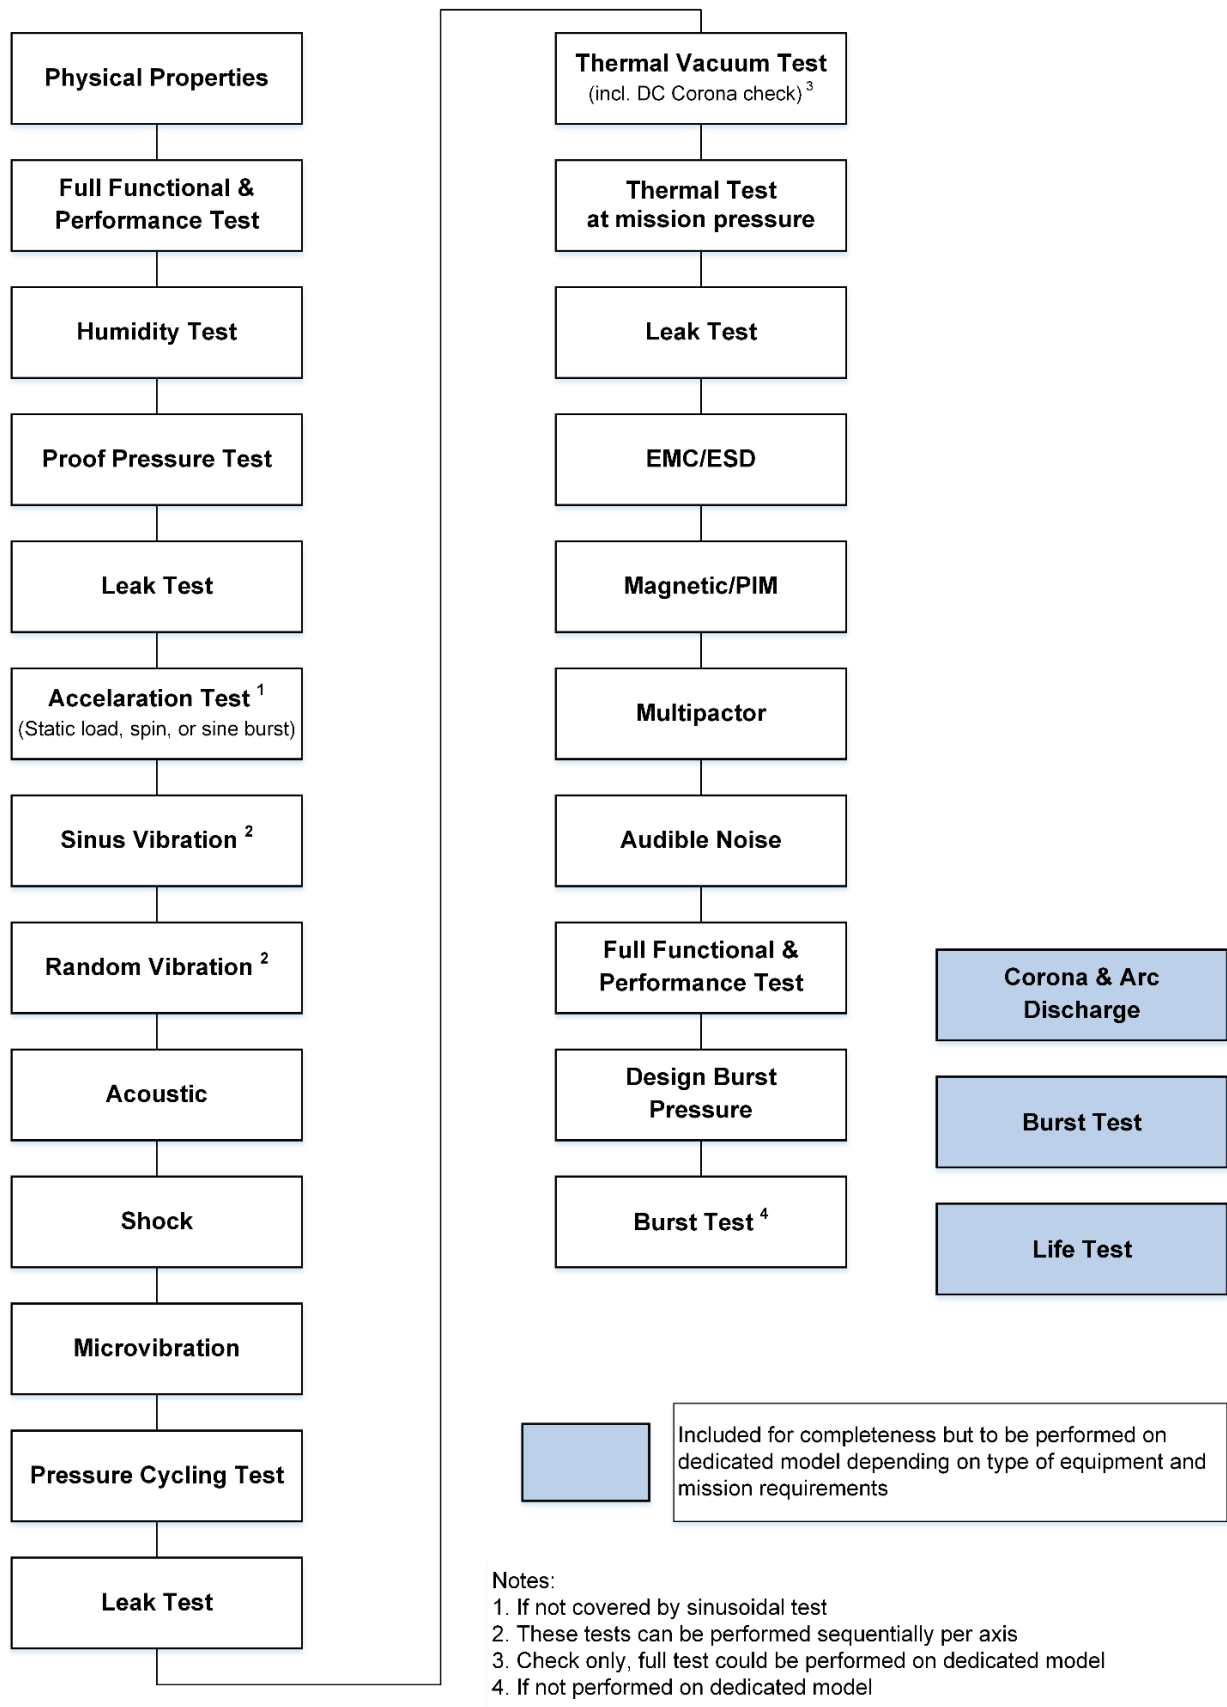 Physical Properties
Full Functional &
Performance Test
Humidity Test
Proof Pressure Test
Leak Test
Accelaration Test 1
(Static load, spin, or sine burst)
Sinus Vibration 2
Random Vibration 2
Acoustic
Shock
Microvibration
Pressure Cycling Test
Leak Test
Thermal Vacuum Test
(incl. DC Corona check) 3
Thermal Test
at mission pressure
Leak Test
EMC/ESD
Magnetic/PIM
Multipactor
Audible Noise
Full Functional &
Performance Test
Design Burst
Pressure
Burst Test 4
Corona & Arc
Discharge
Burst Test
Life Test
Included for completeness but to be performed on
dedicated model depending on type of equipment and
mission requirements
Notes:
1. If not covered by sinusoidal test
2. These tests can be performed sequentially per axis
3. Check only, full test could be performed on dedicated model
4. If not performed on dedicated model